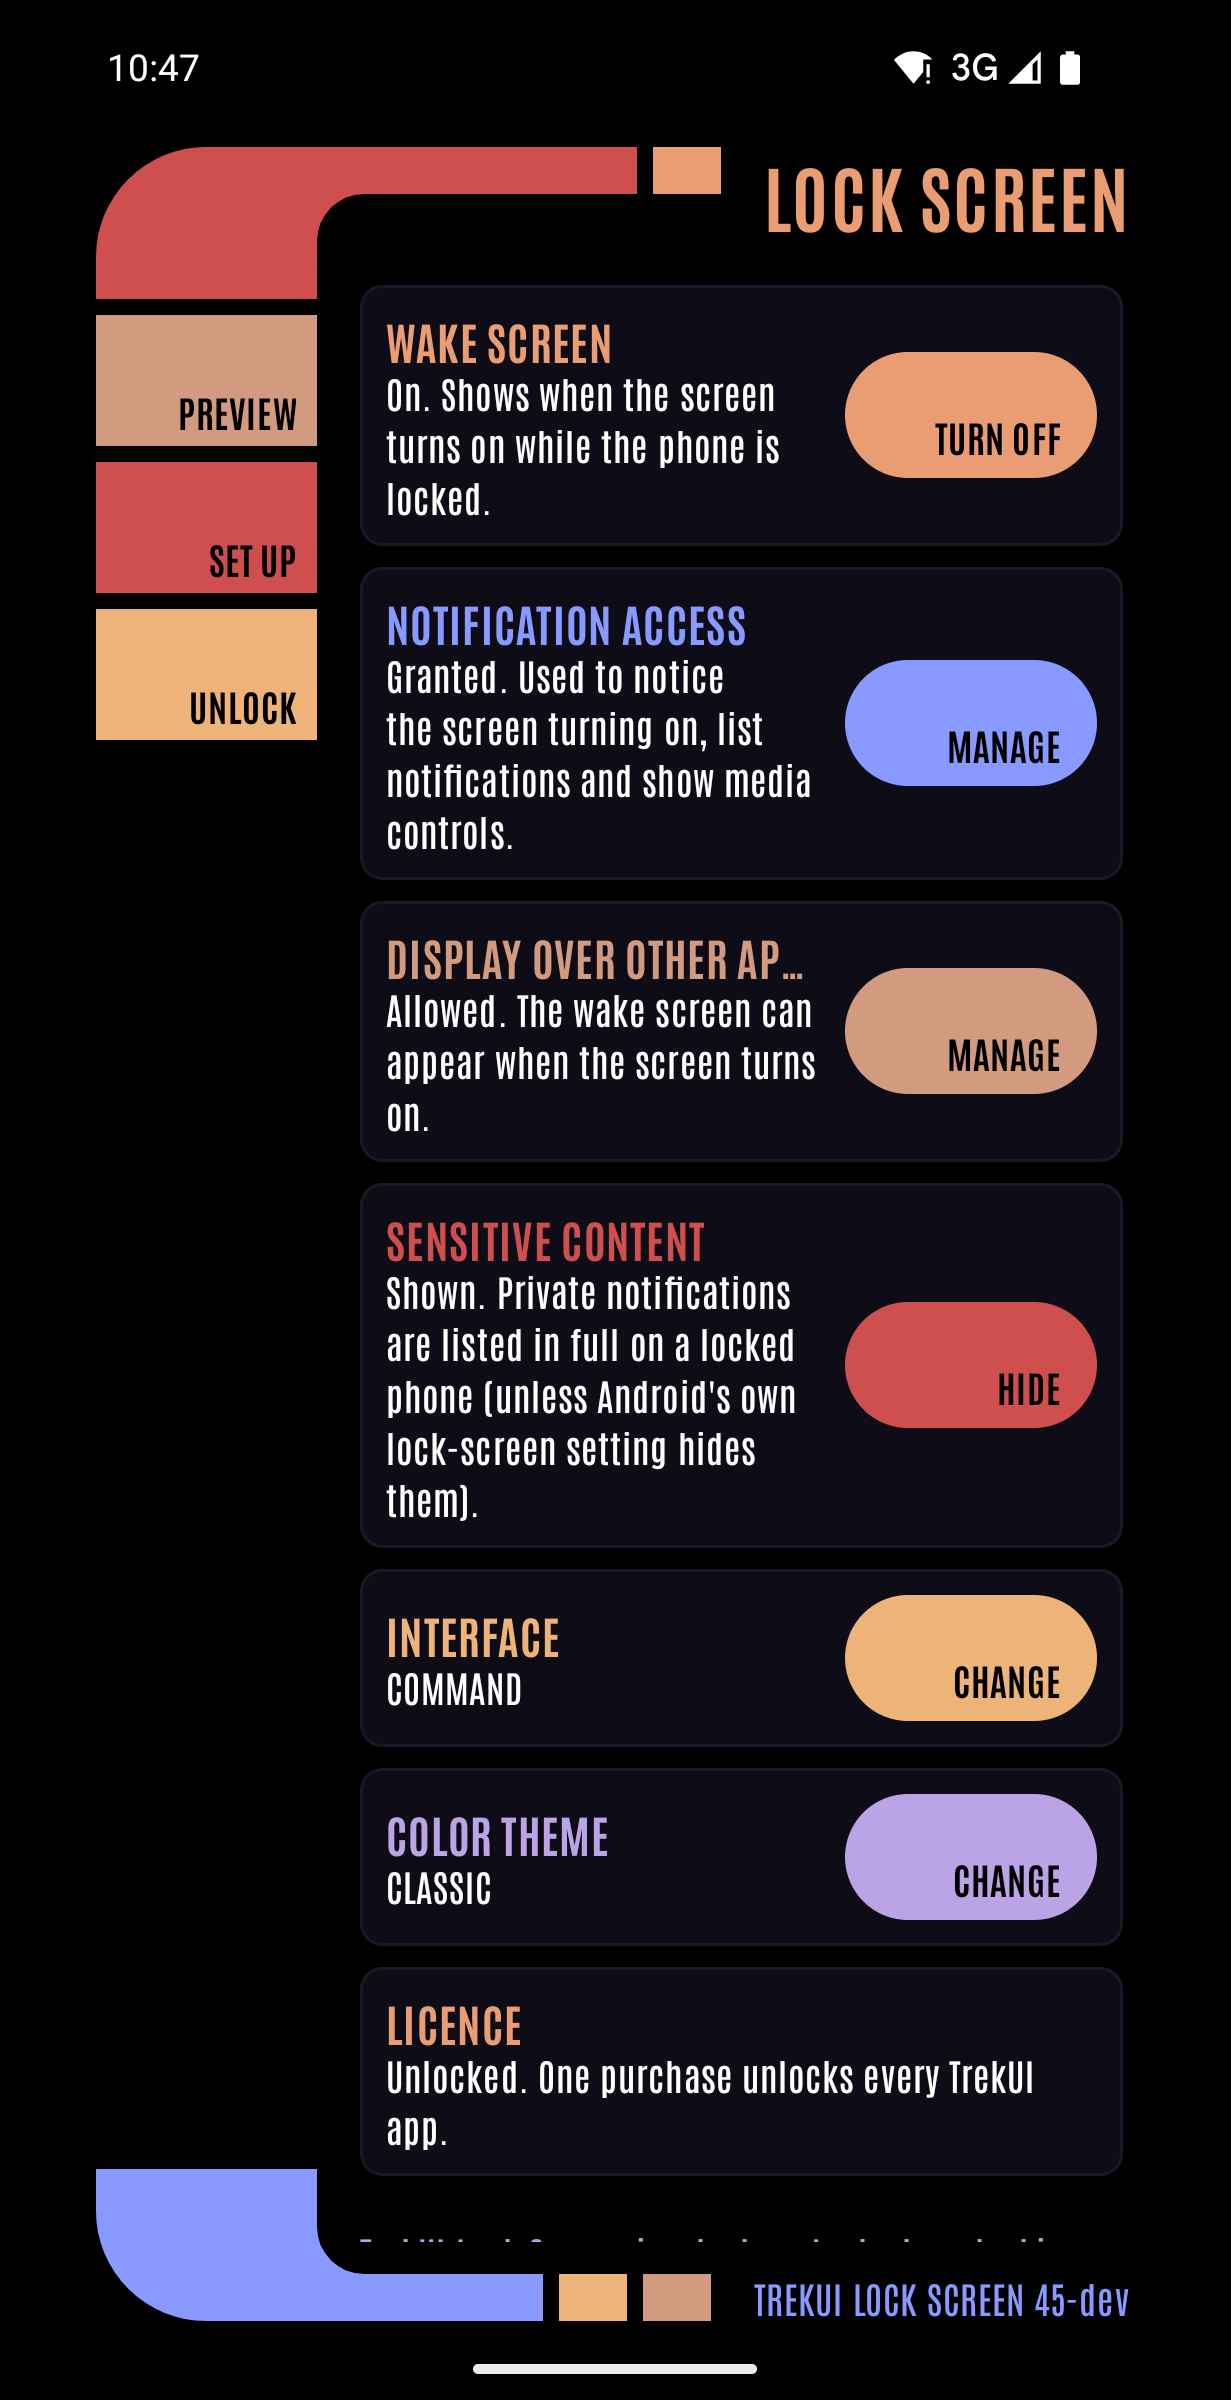 10:47
3G
LOCK SCREEN
PREVIEW
SET UP
UNLOCK
WAKE SCREEN
On. Shows when the screen
turns on while the phone is
locked.
TURN OFF
NOTIFICATION ACCESS
Granted. Used to notice
the screen turning on, list
notifications and show media
controls.
MANAGE
DISPLAY OVER OTHER AP…
Allowed. The wake screen can
appear when the screen turns
on.
MANAGE
SENSITIVE CONTENT
Shown. Private notifications
are listed in full on a locked
phone (unless Android's own
lock-screen setting hides
them).
HIDE
INTERFACE
COMMAND
CHANGE
COLOR THEME
CLASSIC
CHANGE
LICENCE
Unlocked. One purchase unlocks every TrekUI
app.
TREKUI LOCK SCREEN 45-dev